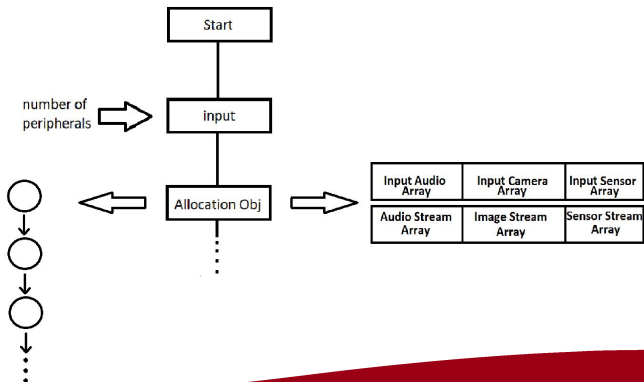 Start
number of
peripherals
input
Allocation Obj
Input Audio
Array
Input Camera
Array
Input Sensor
Array
Audio Stream
Array
Image Stream
Array
Sensor Stream
Array